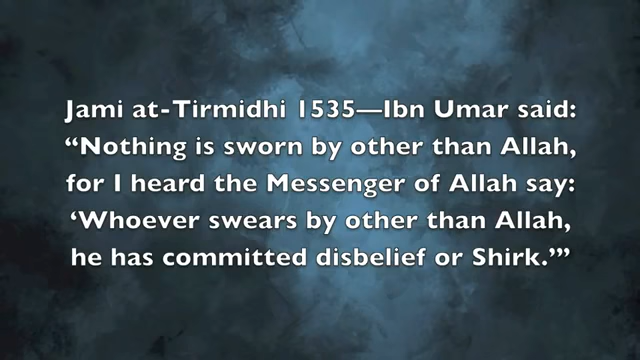 Jami at-Tirmidhi 1535—Ibn Umar said:
“Nothing is sworn by other than Allah,
for I heard the Messenger of Allah say:
‘Whoever swears by other than Allah,
he has committed disbelief or Shirk.’”